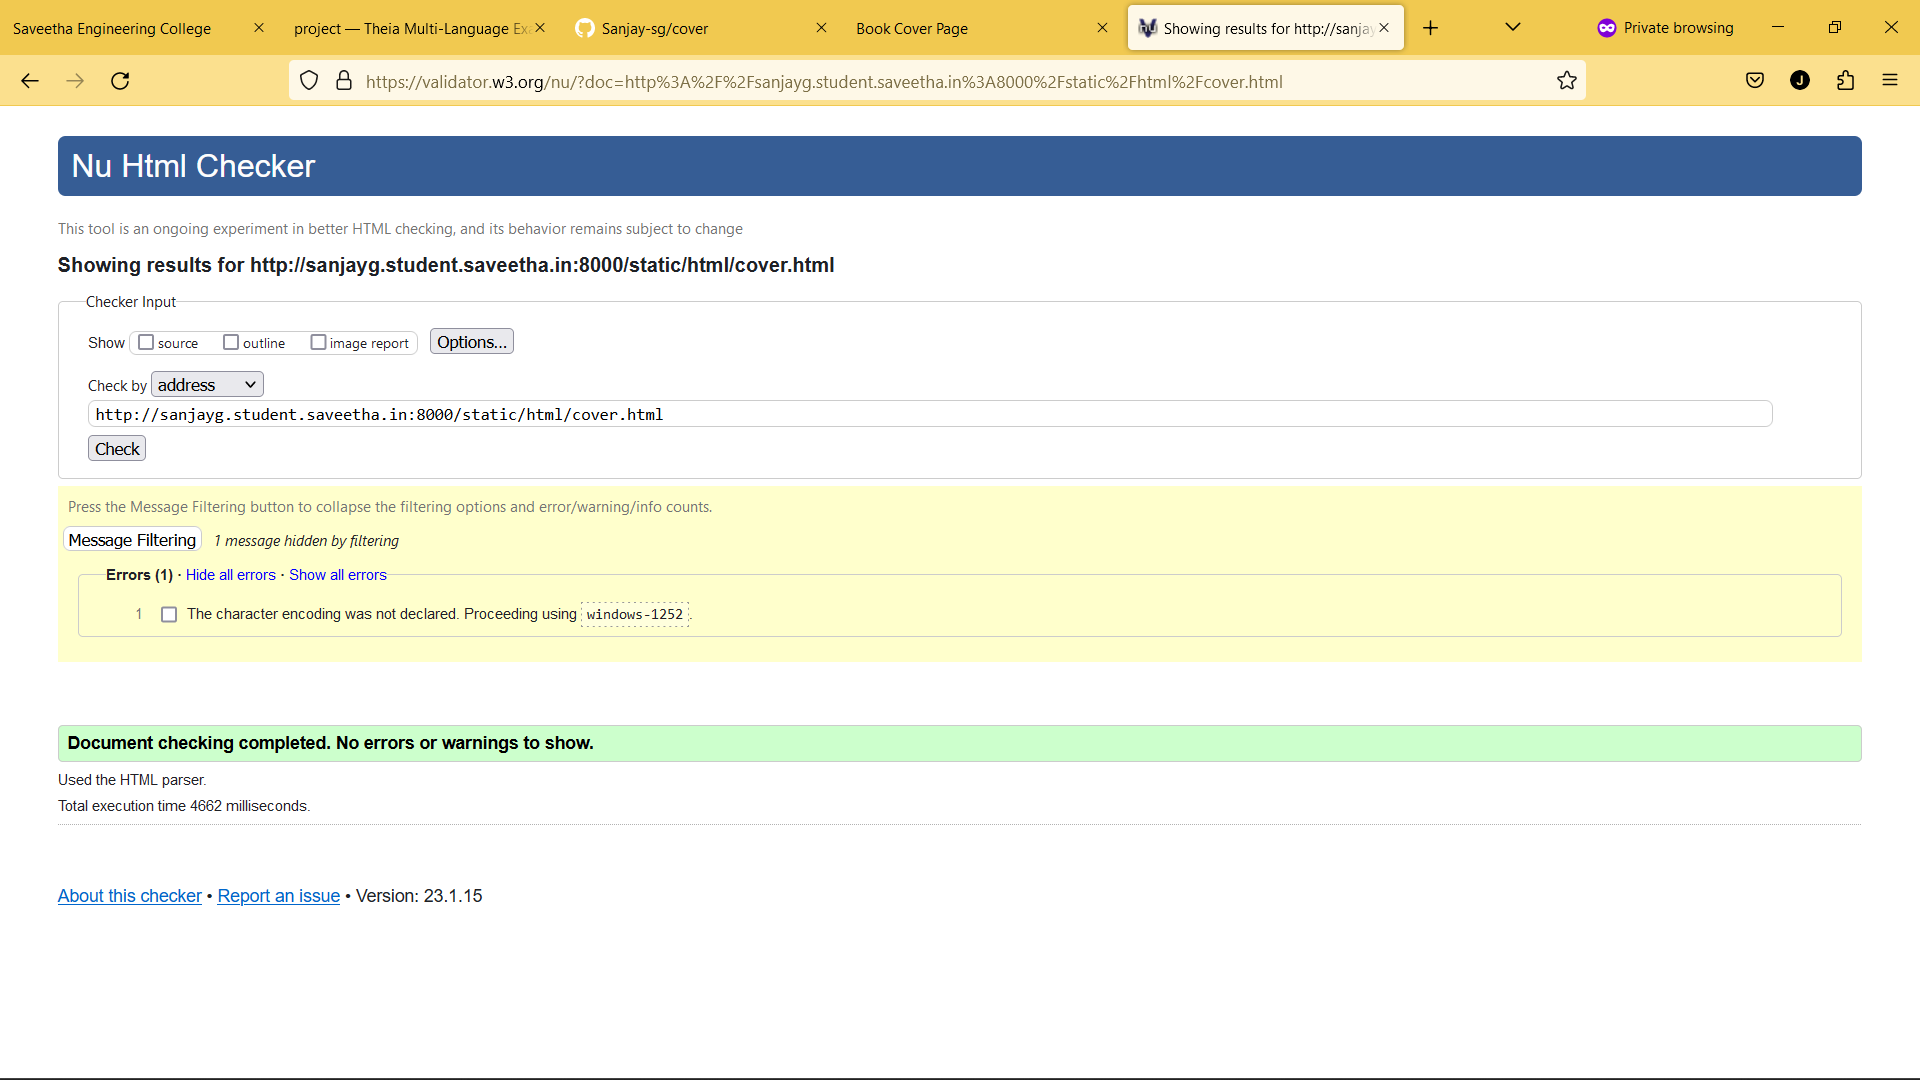 Saveetha Engineering College
project — Theia Multi-Language Ex
Sanjay-sg/cover
Book Cover Page
Showing results for http://sanjay
Private browsing
https://validator.w3.org/nu/?doc=http%3A%2F%2Fsanjayg.student.saveetha.in%3A8000%2Fstatic%2Fhtml%2Fcover.html
J
Nu Html Checker
This tool is an ongoing experiment in better HTML checking, and its behavior remains subject to change
Showing results for http://sanjayg.student.saveetha.in:8000/static/html/cover.html
Checker Input
Show source outline image report Options...
Check by address
http://sanjayg.student.saveetha.in:8000/static/html/cover.html
Check
Press the Message Filtering button to collapse the filtering options and error/warning/info counts.
Message Filtering 1 message hidden by filtering
Errors (1) · Hide all errors · Show all errors
1 The character encoding was not declared. Proceeding using windows-1252.
Document checking completed. No errors or warnings to show.
Used the HTML parser.
Total execution time 4662 milliseconds.
About this checker • Report an issue • Version: 23.1.15